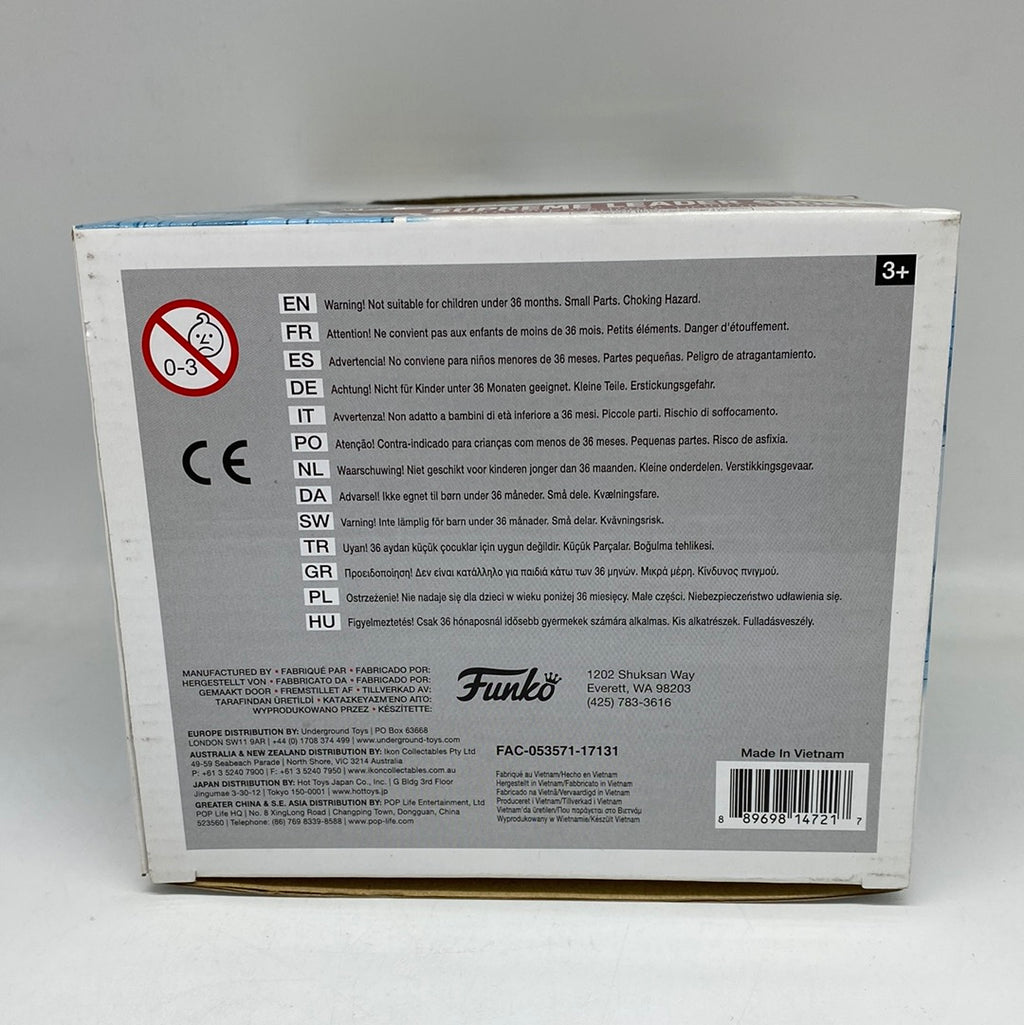 SUPREME LEADER
3+
0-3
EN Warning! Not suitable for children under 36 months. Small Parts. Choking Hazard.
FR Attention! Ne convient pas aux enfants de moins de 36 mois. Petits éléments. Danger d'étouffement.
ES Advertencia! No conviene para niños menores de 36 meses. Partes pequeñas. Peligro de atragantamiento.
DE Achtung! Nicht für Kinder unter 36 Monaten geeignet. Kleine Teile. Erstickungsgefahr.
IT Avvertenza! Non adatto a bambini di età inferiore a 36 mesi. Piccole parti. Rischio di soffocamento.
PO Atenção! Contra-indicado para crianças com menos de 36 meses. Pequenas partes. Risco de asfixia.
CE
NL Waarschuwing! Niet geschikt voor kinderen jonger dan 36 maanden. Kleine onderdelen. Verstikkingsgevaar.
DA Advarsel! Ikke egnet til børn under 36 måneder. Små dele. Kvælningsfare.
SW Varning! Inte lämplig för barn under 36 månader. Små delar. Kvävningsrisk.
TR Uyarı! 36 aydan küçük çocuklar için uygun değildir. Küçük Parçalar. Boğulma tehlikesi.
GR Προειδοποίηση! Δεν είναι κατάλληλο για παιδιά κάτω των 36 μηνών. Μικρά μέρη. Κίνδυνος πνιγμού.
PL Ostrzeżenie! Nie nadaje się dla dzieci w wieku poniżej 36 miesięcy. Małe części. Niebezpieczeństwo udławienia się.
HU Figyelmeztetés! Csak 36 hónaposnál idősebb gyermekek számára alkalmas. Kis alkatrészek. Fulladásveszély.
MANUFACTURED BY • FABRIQUÉ PAR • FABRICADO POR:
HERGESTELLT VON • FABBRICATO DA • FABRICADO POR:
GEMAAKT DOOR • FREMSTILLET AF • TILLVERKAD AV:
TARAFINDAN ÜRETİLDİ • ΚΑΤΑΣΚΕΥΑΣΜΕΝΟ ΑΠΟ:
WYPRODUKOWANO PRZEZ • KÉSZÍTETTE:
Funko
1202 Shuksan Way
Everett, WA 98203
(425) 783-3616
EUROPE DISTRIBUTION BY: Underground Toys | PO Box 63668
LONDON SW11 9AR | +44 (0) 1708 374 499 | www.underground-toys.com
AUSTRALIA & NEW ZEALAND DISTRIBUTION BY: Ikon Collectables Pty Ltd
49-59 Seabeach Parade | North Shore, VIC 3214 Australia
P: +61 3 5240 7900 | F: +61 3 5240 7950 | www.ikoncollectables.com.au
JAPAN DISTRIBUTION BY: Hot Toys Japan Co., Inc. | G Bldg 3rd Floor
Jingumae 3-30-12 | Tokyo 150-0001 | www.hottoys.jp
GREATER CHINA & S.E. ASIA DISTRIBUTION BY: POP Life Entertainment, Ltd
POP Life HQ | No. 8 XingLong Road | Changping Town, Dongguan, China
523560 | Telephone: (86) 769 8339-8588 | www.pop-life.com
FAC-053571-17131
Fabriqué au Vietnam/Hecho en Vietnam
Hergestellt in Vietnam/Fabbricato in Vietnam
Fabricado na Vietnã/Vervaardigd in Vietnam
Produceret i Vietnam/Tillverkad i Vietnam
Vietnam'da üretilen/Που παράγεται στο Βιετνάμ
Wyprodukowany w Wietnamie/Készült Vietnam
Made In Vietnam
8 89698 14721 7